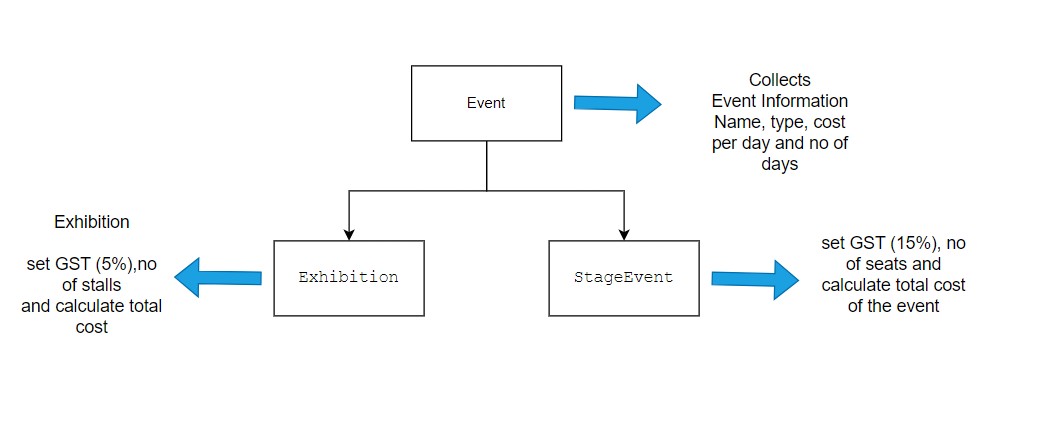 Event
Collects
Event Information
Name, type, cost
per day and no of
days
Exhibition
set GST (5%),no
of stalls
and calculate total
cost
Exhibition
StageEvent
set GST (15%), no
of seats and
calculate total cost
of the event